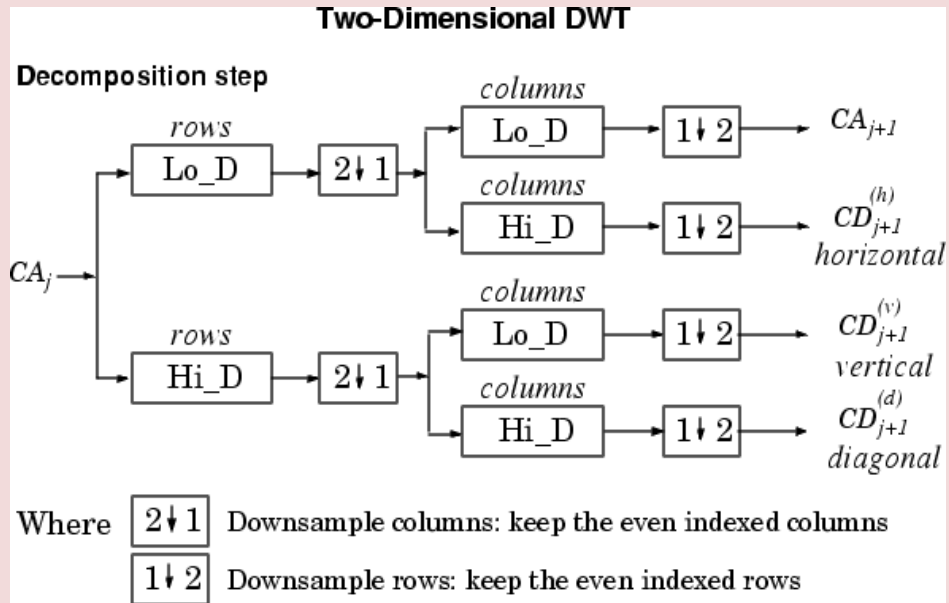 Two-Dimensional DWT
Decomposition step
columns
rows
Lo_D
1↓2
CA_{j+1}
Lo_D
2↓1
columns
Hi_D
1↓2
CD_{j+1}^{(h)}
horizontal
CA_j
columns
rows
Lo_D
1↓2
CD_{j+1}^{(v)}
vertical
Hi_D
2↓1
columns
Hi_D
1↓2
CD_{j+1}^{(d)}
diagonal
Where 2↓1 Downsample columns: keep the even indexed columns
1↓2 Downsample rows: keep the even indexed rows